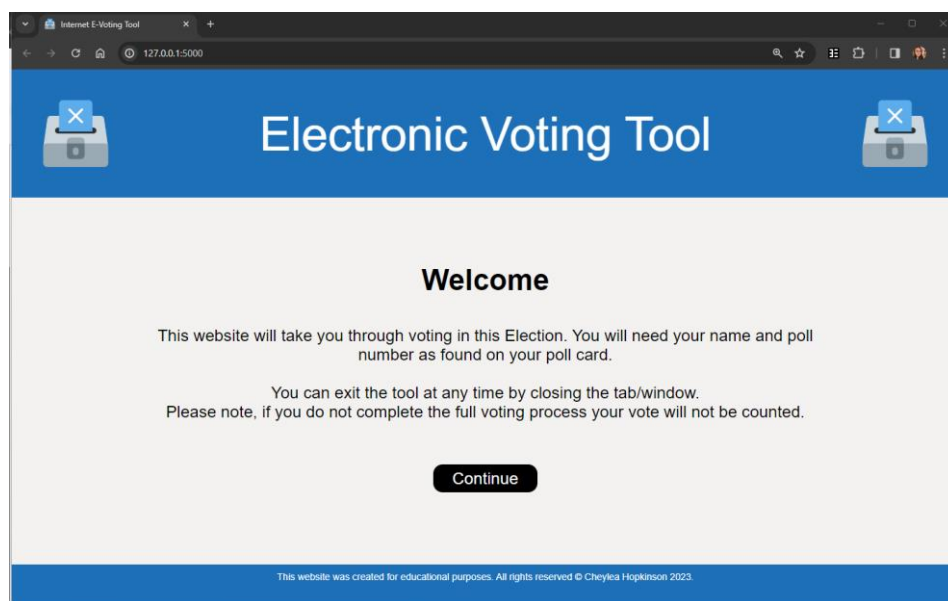 Internet E-Voting Tool
127.0.0.1:5000
Electronic Voting Tool
Welcome
This website will take you through voting in this Election. You will need your name and poll
number as found on your poll card.
You can exit the tool at any time by closing the tab/window.
Please note, if you do not complete the full voting process your vote will not be counted.
Continue
This website was created for educational purposes. All rights reserved © Cheylea Hopkinson 2023.